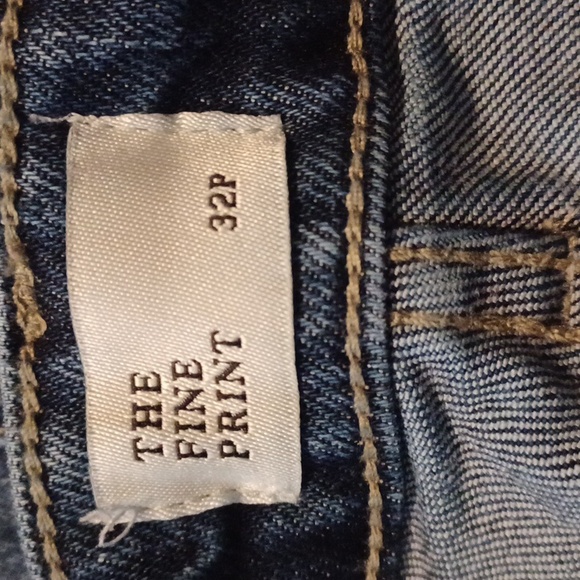 THE
FINE
PRINT
32P